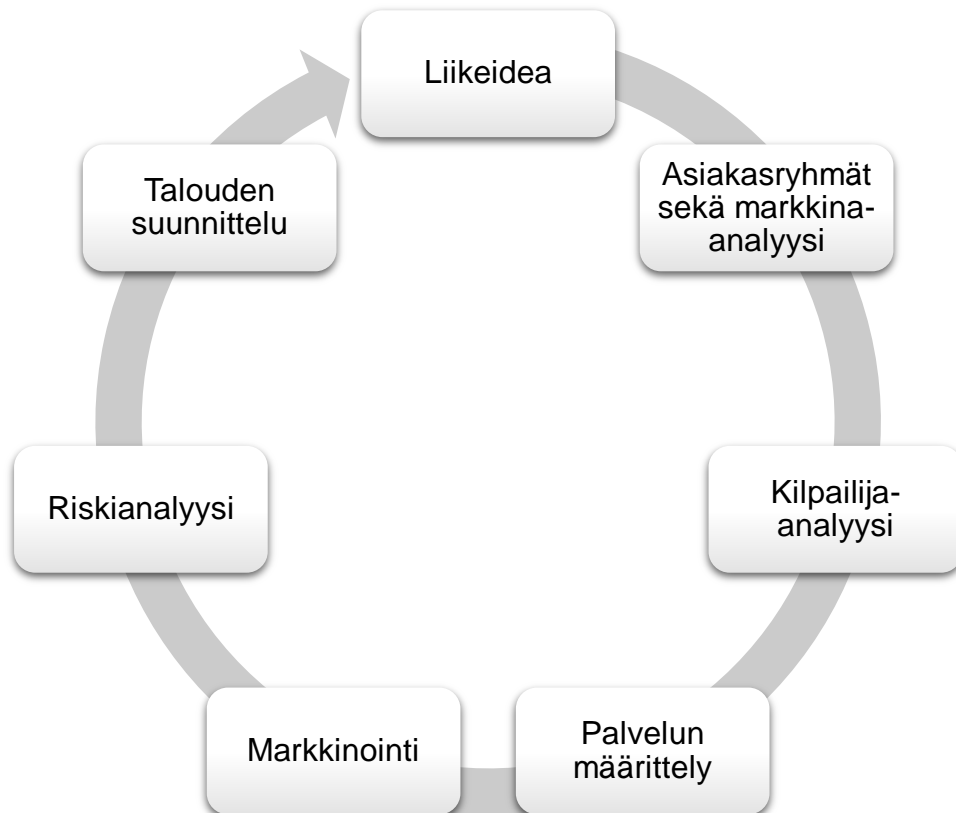 Liikeidea
Asiakasryhmät
sekä markkina-
analyysi
Kilpailija-
analyysi
Palvelun
määrittely
Markkinointi
Riskianalyysi
Talouden
suunnittelu